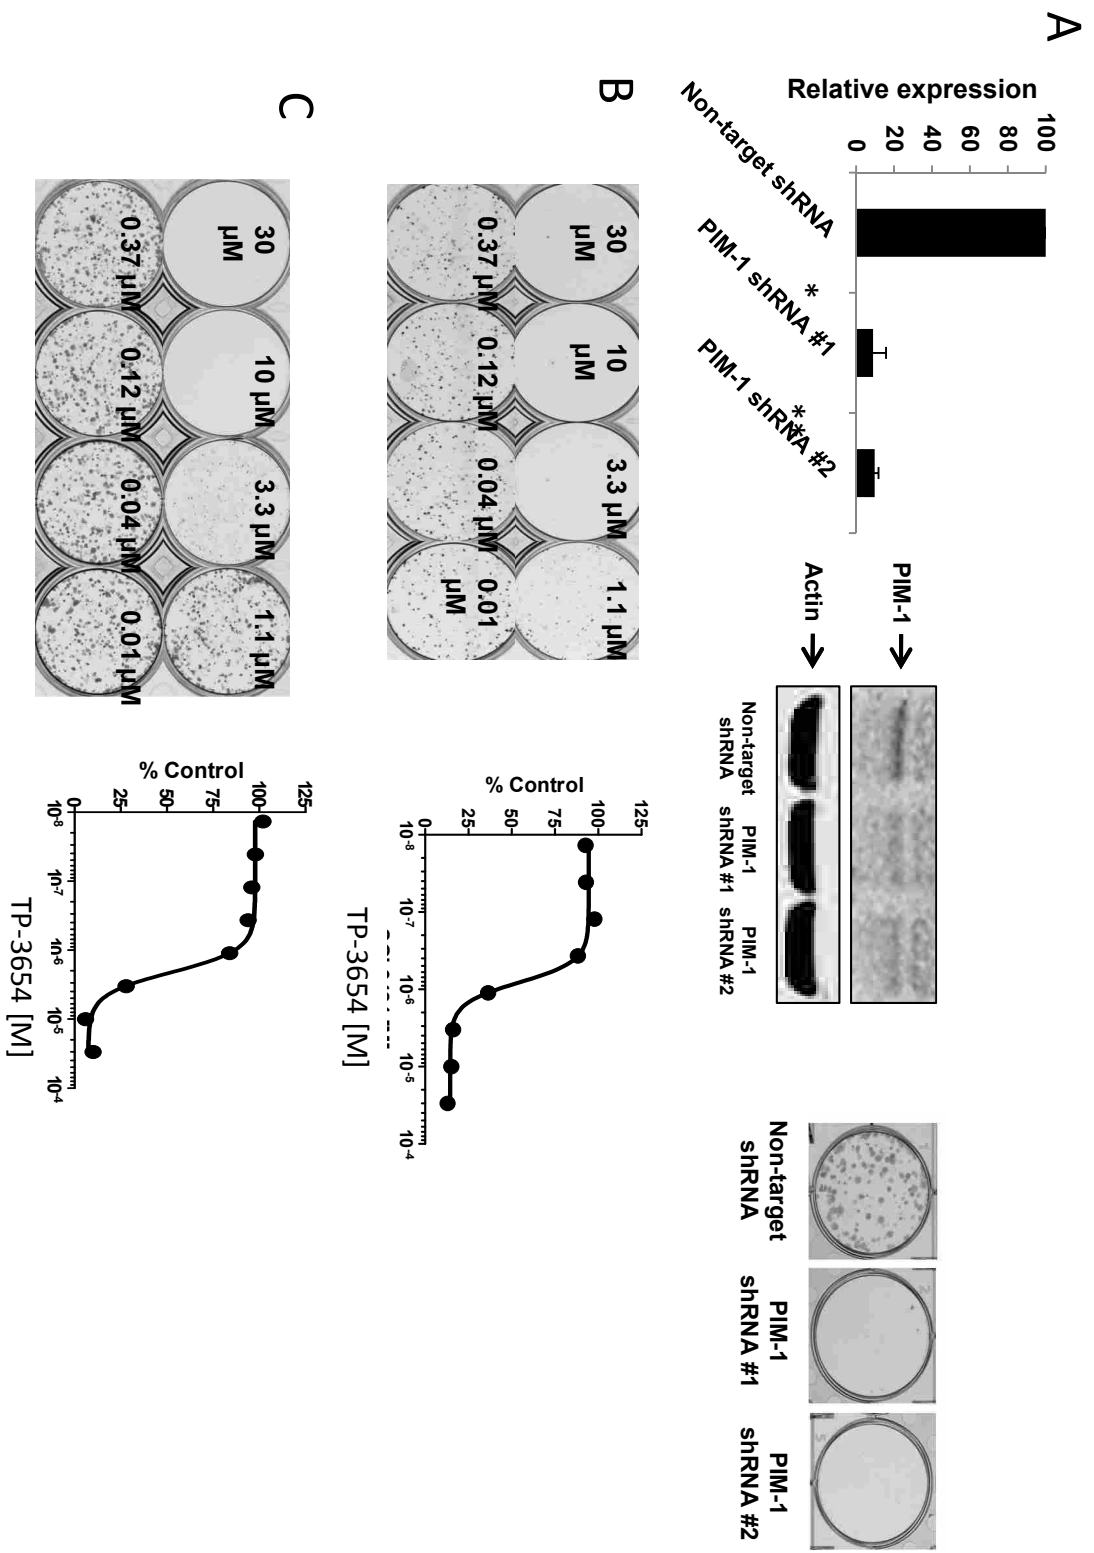 A
Relative expression
100
80
60
40
20
0
Non-target shRNA
PIM-1 shRNA #1
PIM-1 shRNA #2
*
**
PIM-1
Actin
Non-target
shRNA
PIM-1
shRNA #1
PIM-1
shRNA #2
Non-target
shRNA
PIM-1
shRNA #1
PIM-1
shRNA #2
B
30
µM
10
µM
3.3 µM
1.1 µM
0.37 µM
0.12 µM
0.04 µM
0.01
µM
% Control
125
100
75
50
25
0
10-8
10-7
10-6
10-5
10-4
TP-3654 [M]
C
30
µM
10 µM
3.3 µM
1.1 µM
0.37 µM
0.12 µM
0.04 µM
0.01 µM
% Control
125
100
75
50
25
0
10-8
10-7
10-6
10-5
10-4
TP-3654 [M]